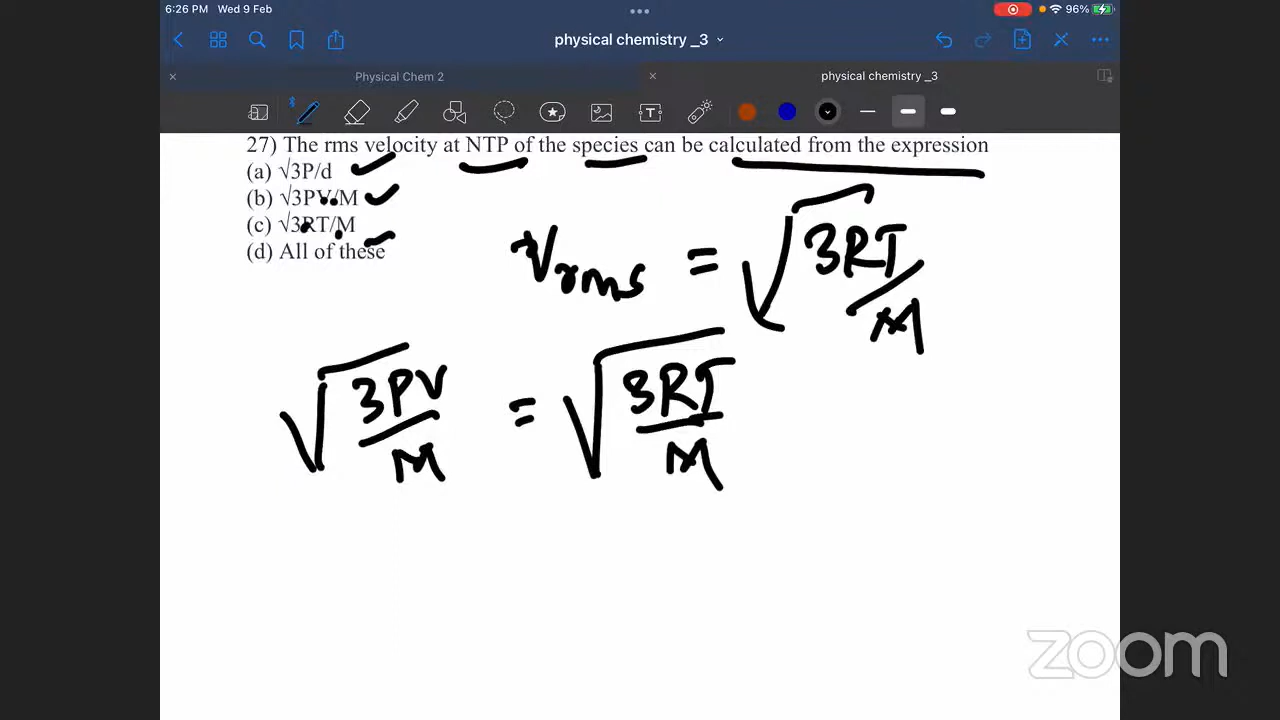 6:26 PM Wed 9 Feb 96%
physical chemistry _3
Physical Chem 2
physical chemistry _3
27) The rms velocity at NTP of the species can be calculated from the expression
(a) √3P/d
(b) √3PV/M
(c) √3RT/M
(d) All of these
Vrms = √3RT/M
√3PV/M = √3RT/M
zoom